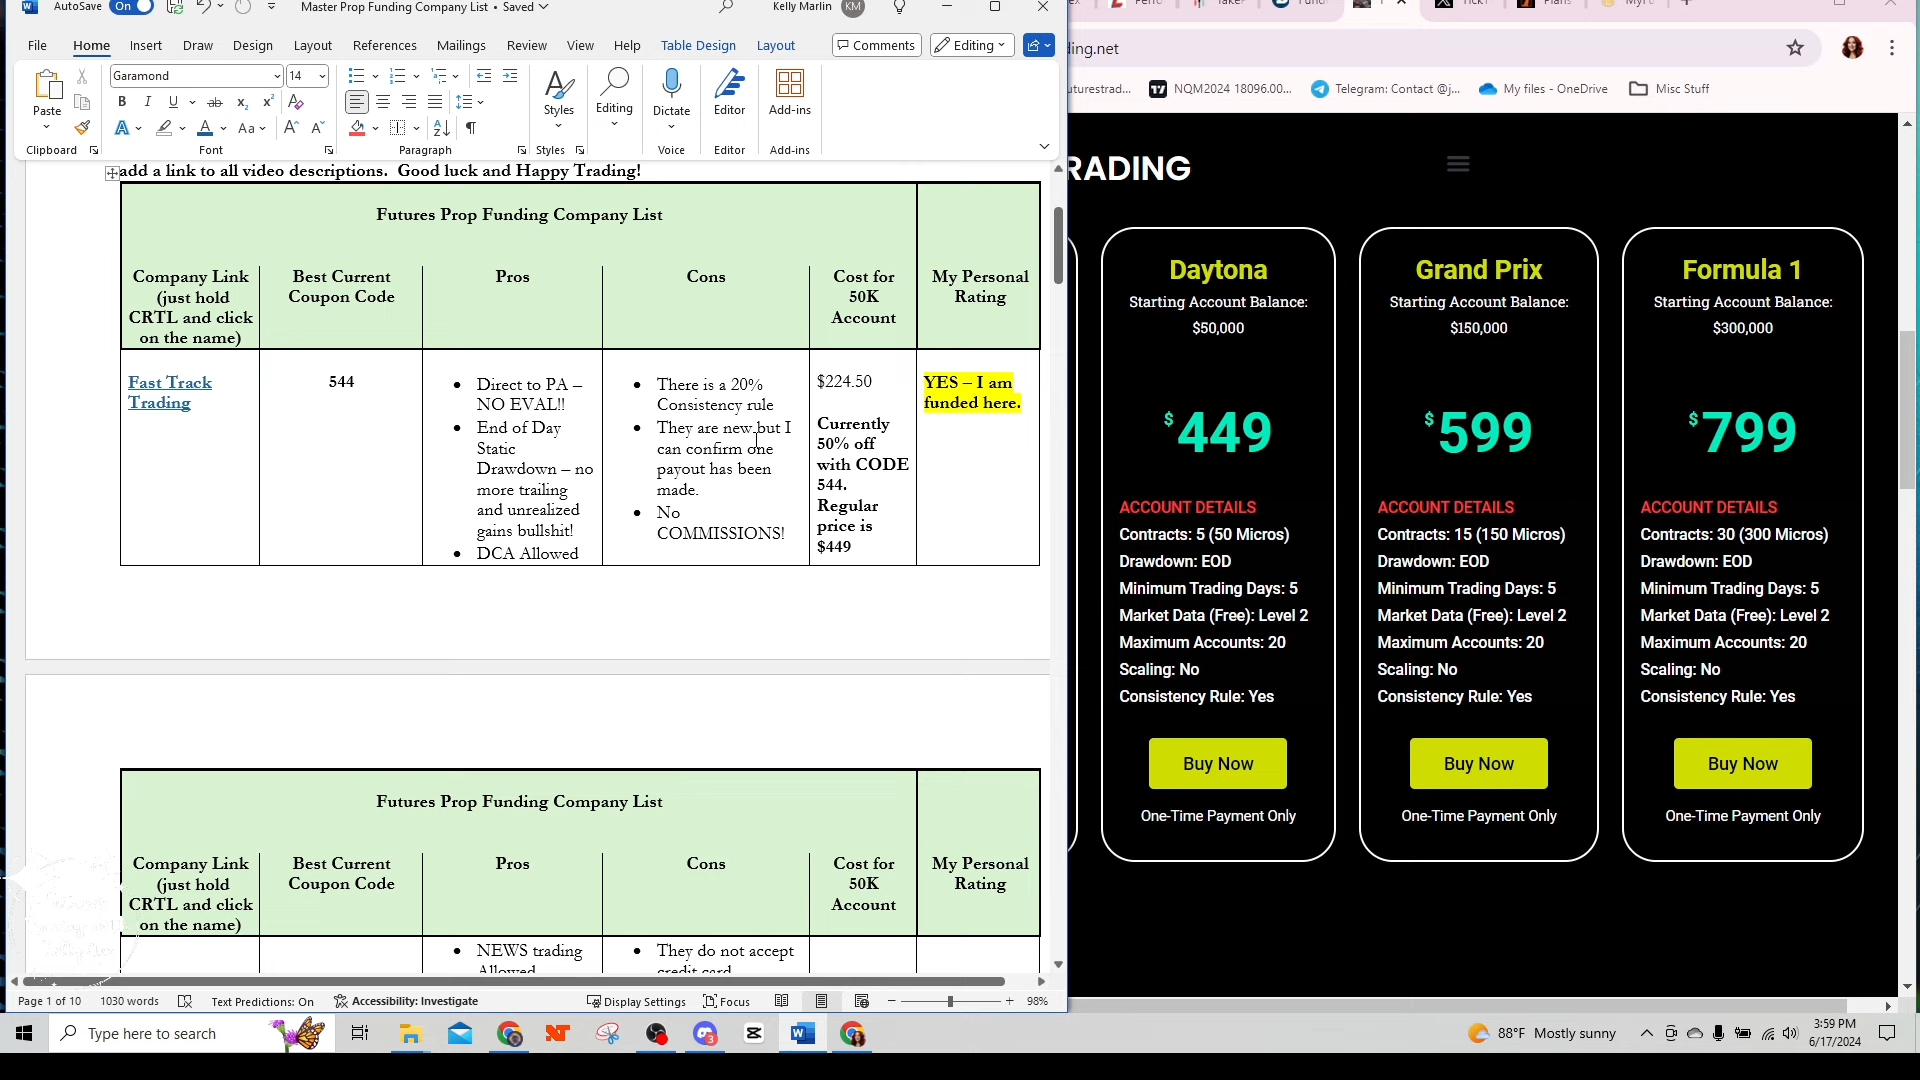 AutoSave On Master Prop Funding Company List • Saved Kelly Marlin KM
File Home Insert Draw Design Layout References Mailings Review View Help Table Design Layout Comments Editing
Garamond 14
Paste Styles Editing Dictate Editor Add-ins
B I U ab x₂ x² A
A A Aa A A
Clipboard Font Paragraph Styles Voice Editor Add-ins
add a link to all video descriptions. Good luck and Happy Trading!
Futures Prop Funding Company List
Company Link
(just hold
CRTL and click
on the name)
Best Current
Coupon Code
Pros
Cons
Cost for
50K
Account
My Personal
Rating
Fast Track
Trading
544
• Direct to PA –
NO EVAL!!
• End of Day
Static
Drawdown – no
more trailing
and unrealized
gains bullshit!
• DCA Allowed
• There is a 20%
Consistency rule
• They are new but I
can confirm one
payout has been
made.
• No
COMMISSIONS!
$224.50
Currently
50% off
with CODE
544.
Regular
price is
$449
YES – I am
funded here.
Futures Prop Funding Company List
Company Link
(just hold
CRTL and click
on the name)
Best Current
Coupon Code
Pros
Cons
Cost for
50K
Account
My Personal
Rating
• NEWS trading
Allowed
• They do not accept
credit card
Page 1 of 10 1030 words Text Predictions: On Accessibility: Investigate Display Settings Focus 98%
ding.net
uturestrad... NQM2024 18096.00... Telegram: Contact @j... My files - OneDrive Misc Stuff
RADING
Daytona
Starting Account Balance:
$50,000
$449
ACCOUNT DETAILS
Contracts: 5 (50 Micros)
Drawdown: EOD
Minimum Trading Days: 5
Market Data (Free): Level 2
Maximum Accounts: 20
Scaling: No
Consistency Rule: Yes
Buy Now
One-Time Payment Only
Grand Prix
Starting Account Balance:
$150,000
$599
ACCOUNT DETAILS
Contracts: 15 (150 Micros)
Drawdown: EOD
Minimum Trading Days: 5
Market Data (Free): Level 2
Maximum Accounts: 20
Scaling: No
Consistency Rule: Yes
Buy Now
One-Time Payment Only
Formula 1
Starting Account Balance:
$300,000
$799
ACCOUNT DETAILS
Contracts: 30 (300 Micros)
Drawdown: EOD
Minimum Trading Days: 5
Market Data (Free): Level 2
Maximum Accounts: 20
Scaling: No
Consistency Rule: Yes
Buy Now
One-Time Payment Only
Type here to search 88°F Mostly sunny 3:59 PM
6/17/2024